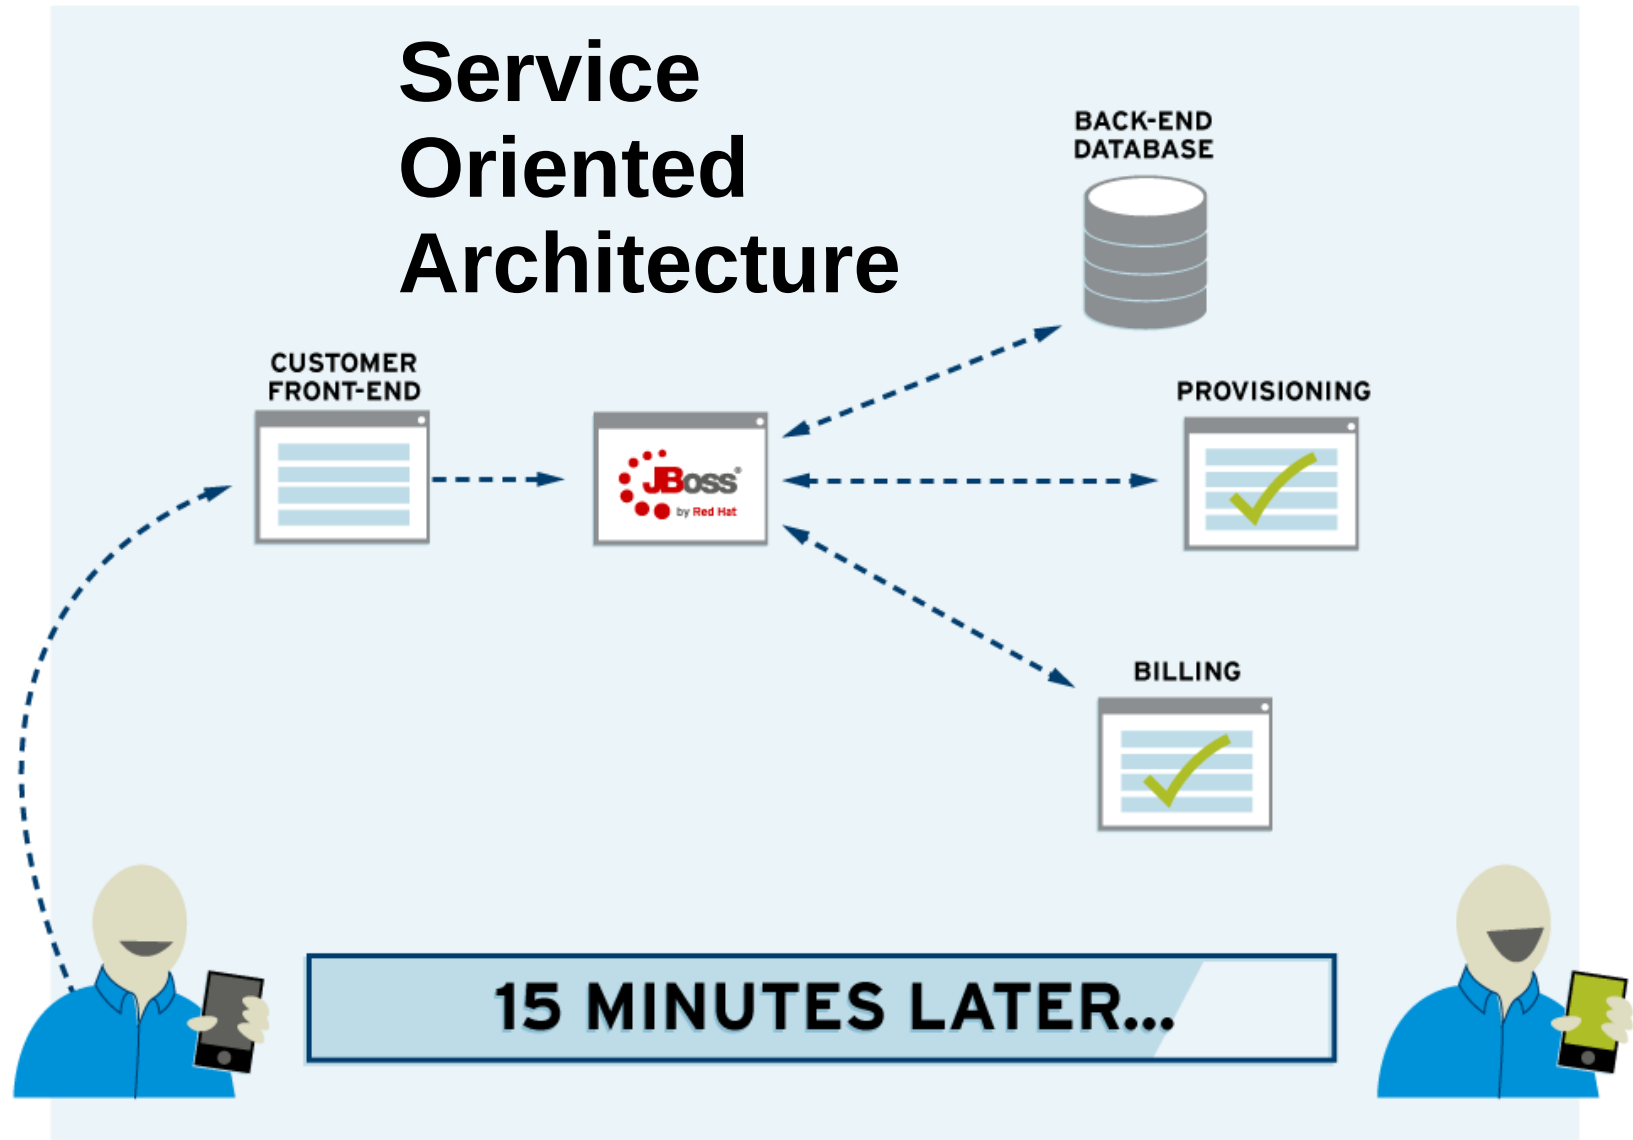 Service
Oriented
Architecture
BACK-END
DATABASE
CUSTOMER
FRONT-END
PROVISIONING
JBoss®
by Red Hat
BILLING
15 MINUTES LATER...